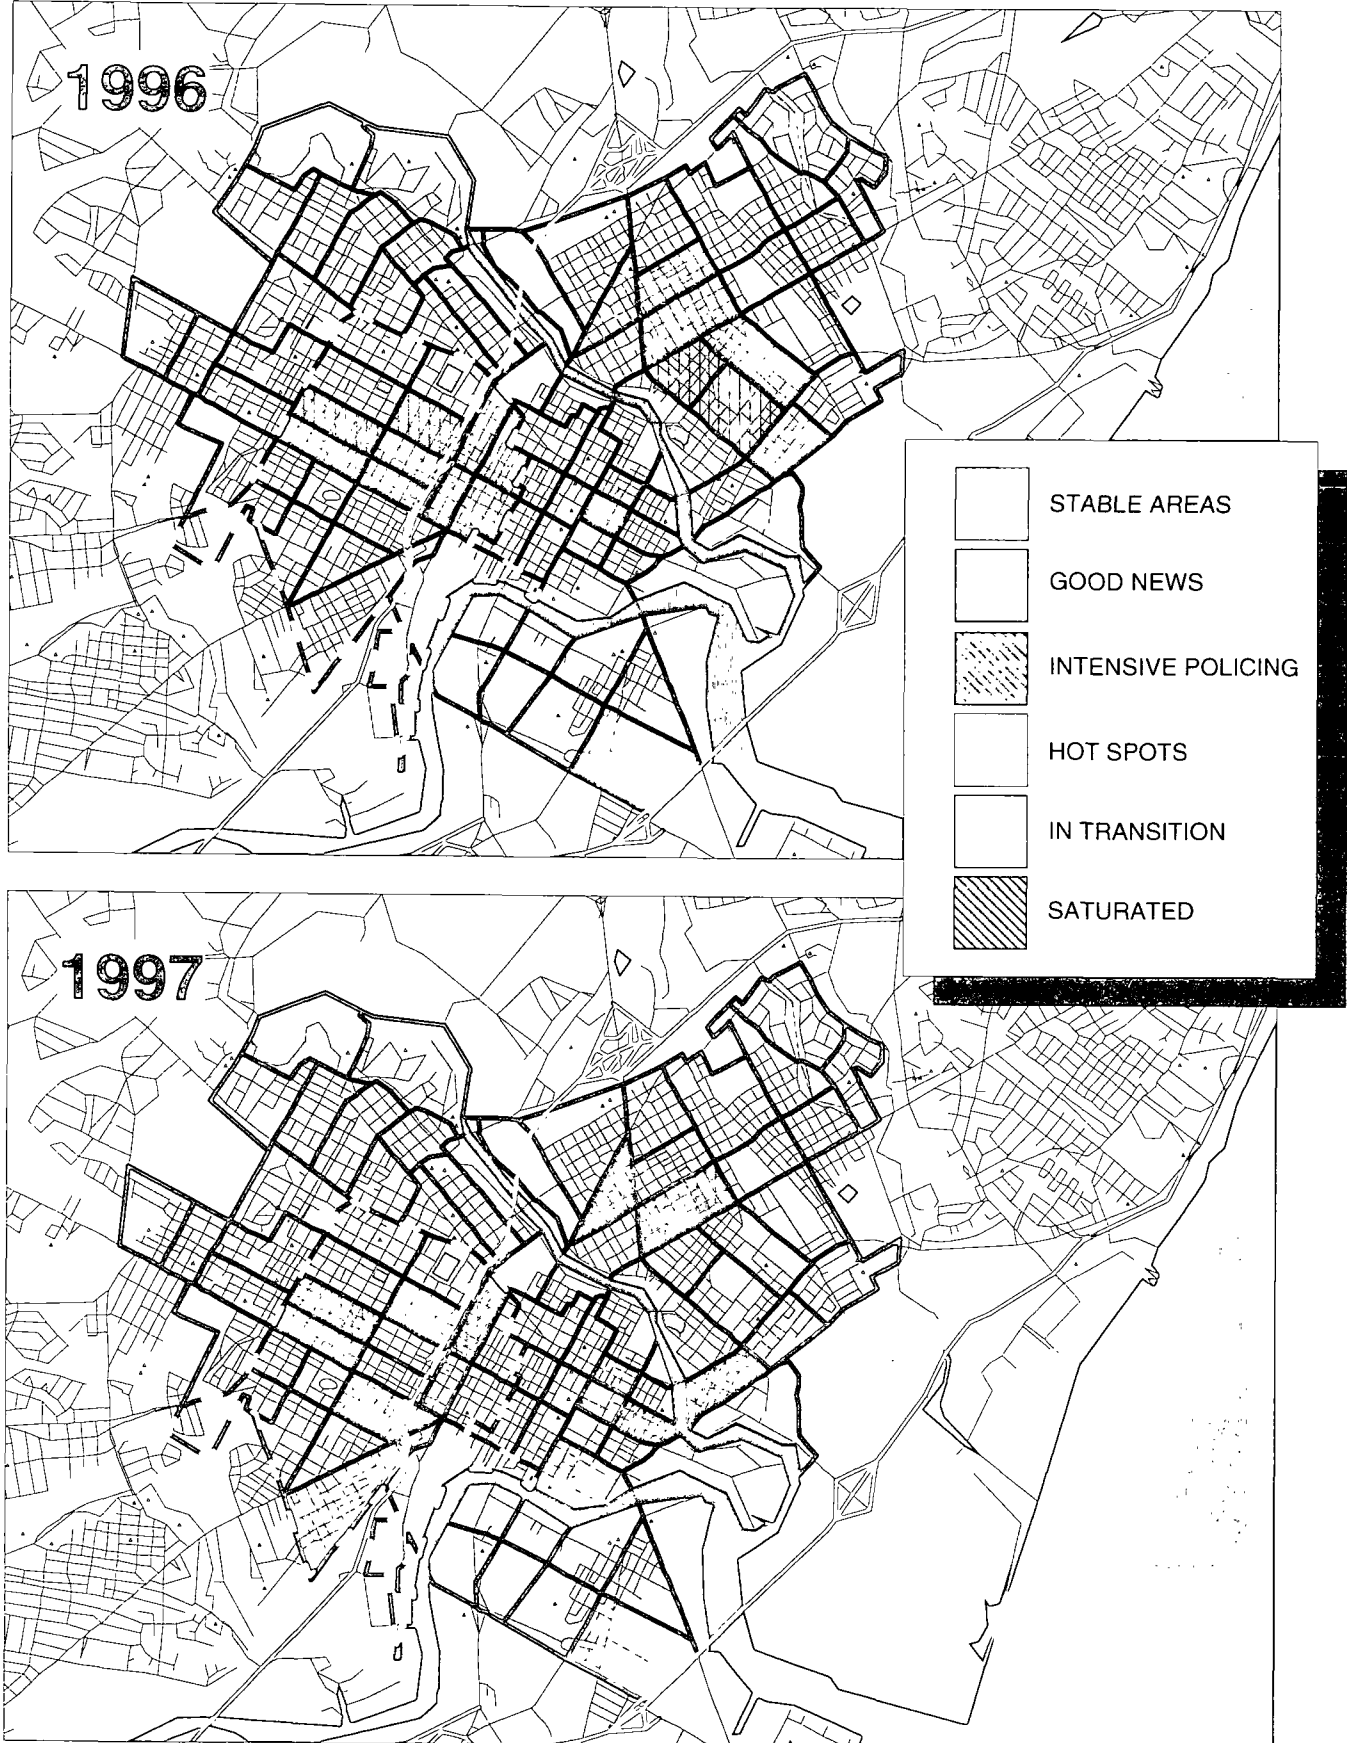 1996
STABLE AREAS
GOOD NEWS
INTENSIVE POLICING
HOT SPOTS
IN TRANSITION
SATURATED
1997